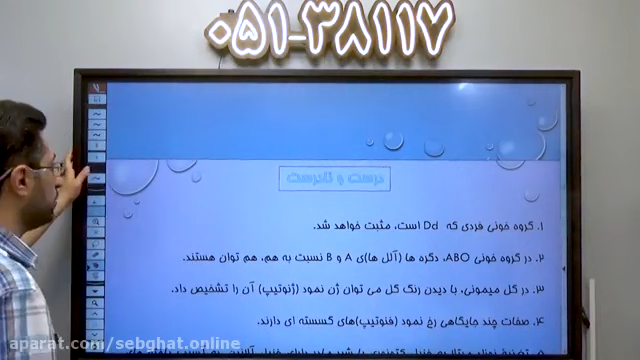 ۰۵۱-۳۸۱۱۷
درست و نادرست
۱. گروه خونی فردی که Dd است، مثبت خواهد شد.
۲. در گروه خونی ABO، دگره ها (آلل ها)ی A و B نسبت به هم، هم توان هستند.
۳. در گل میمونی، با دیدن رنگ گل می توان ژن نمود (ژنوتیپ) آن را تشخیص داد.
۴. صفات چند جایگاهی رخ نمود (فنوتیپ)های گسسته ای دارند.
aparat.com/sebghat.online